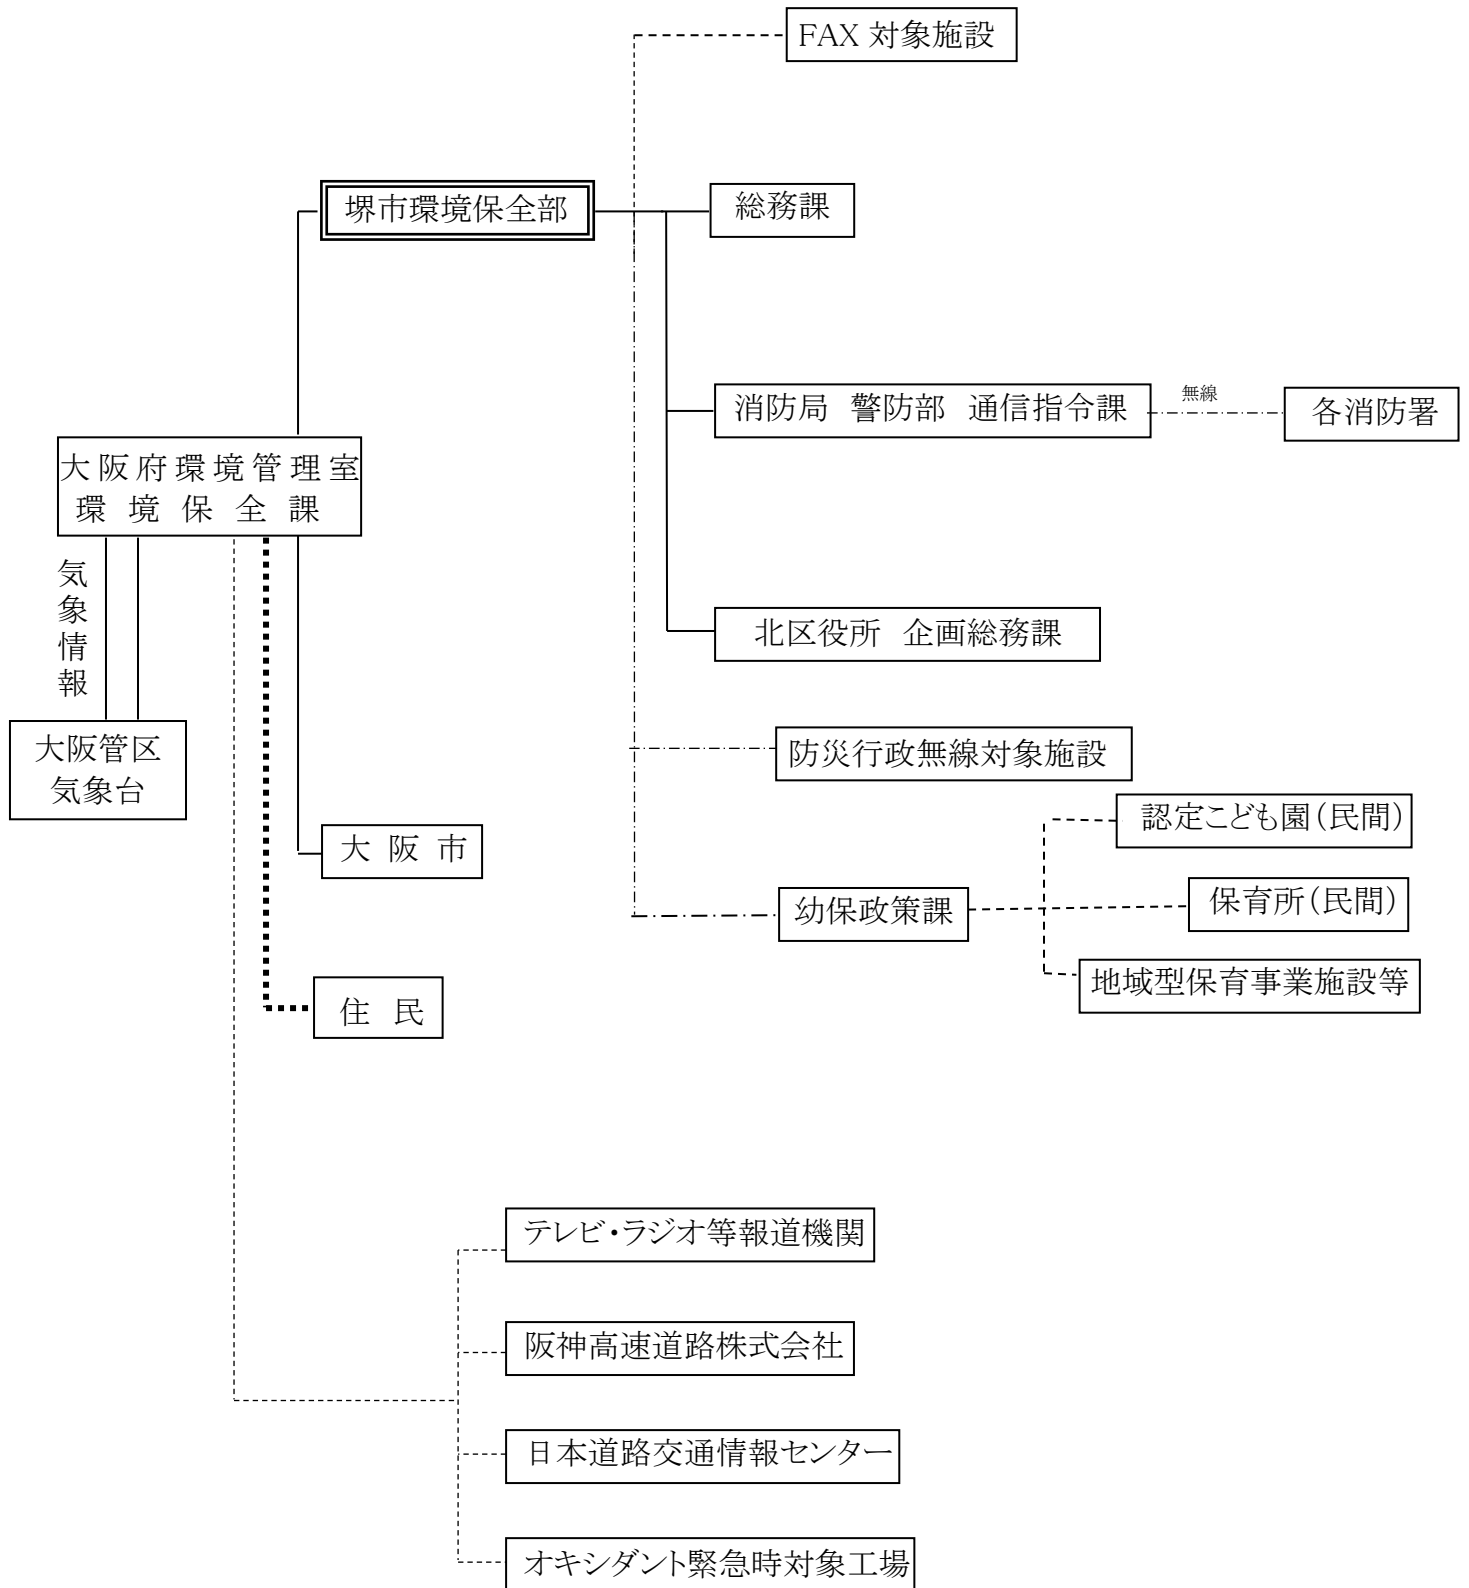 FAX 対象施設
堺市環境保全部
総務課
消防局 警防部 通信指令課
無線
各消防署
大阪府環境管理室
環境保全課
気象情報
北区役所 企画総務課
大阪管区
気象台
防災行政無線対象施設
認定こども園(民間)
大阪市
幼保政策課
保育所(民間)
地域型保育事業施設等
住民
テレビ・ラジオ等報道機関
阪神高速道路株式会社
日本道路交通情報センター
オキシダント緊急時対象工場